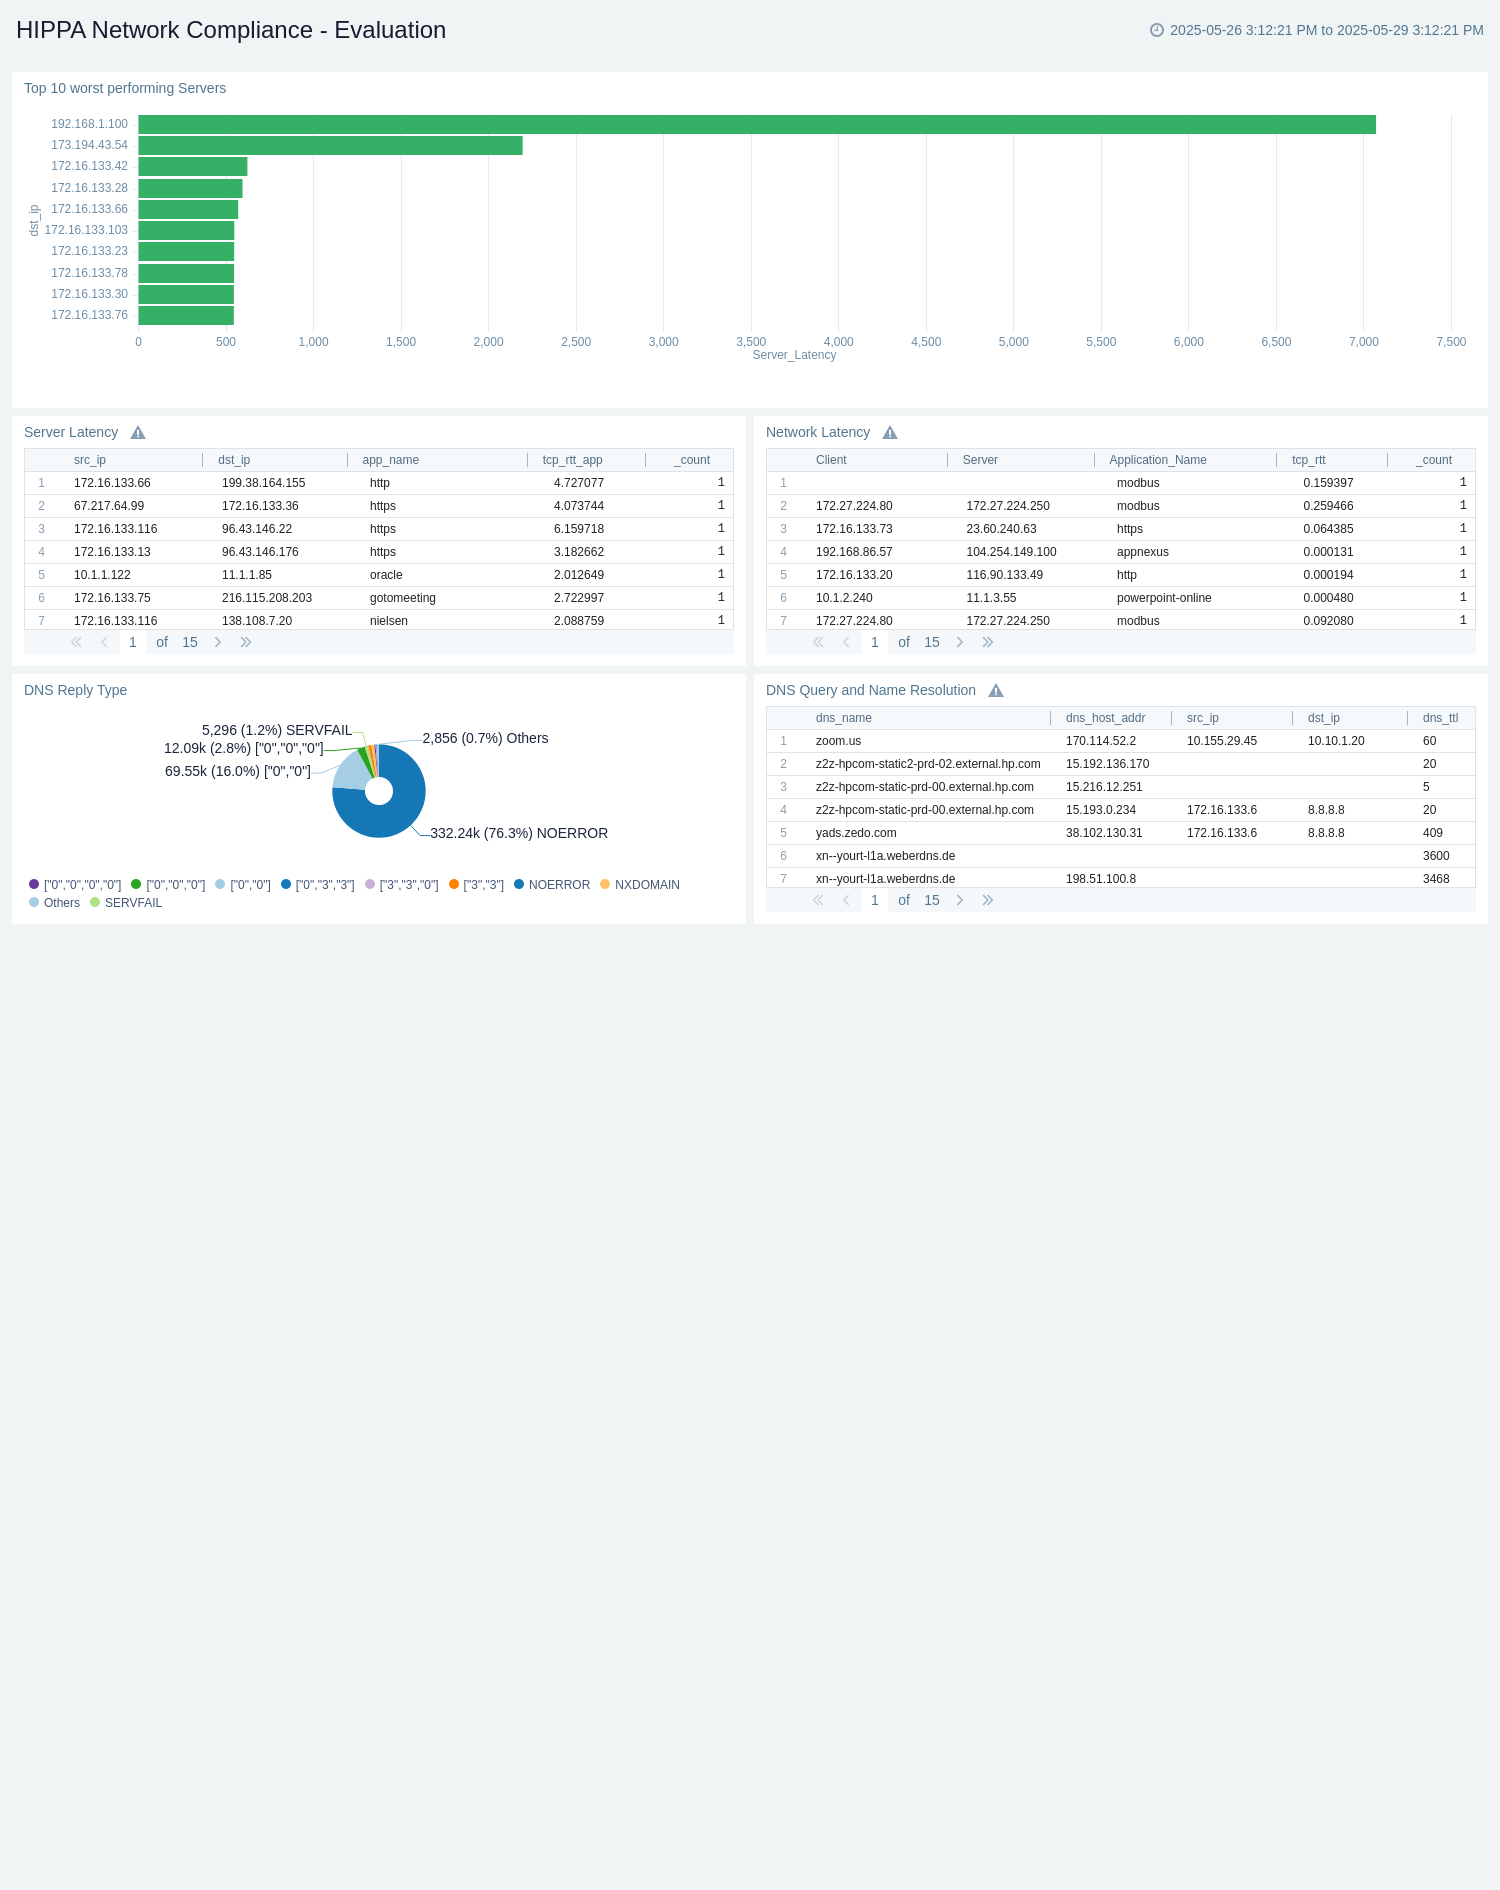 HIPPA Network Compliance - Evaluation
2025-05-26 3:12:21 PM to 2025-05-29 3:12:21 PM
Top 10 worst performing Servers
dst_ip
192.168.1.100
173.194.43.54
172.16.133.42
172.16.133.28
172.16.133.66
172.16.133.103
172.16.133.23
172.16.133.78
172.16.133.30
172.16.133.76
0 500 1,000 1,500 2,000 2,500 3,000 3,500 4,000 4,500 5,000 5,500 6,000 6,500 7,000 7,500
Server_Latency
Server Latency
src_ip dst_ip app_name tcp_rtt_app _count
1 172.16.133.66 199.38.164.155 http 4.727077 1
2 67.217.64.99 172.16.133.36 https 4.073744 1
3 172.16.133.116 96.43.146.22 https 6.159718 1
4 172.16.133.13 96.43.146.176 https 3.182662 1
5 10.1.1.122 11.1.1.85 oracle 2.012649 1
6 172.16.133.75 216.115.208.203 gotomeeting 2.722997 1
7 172.16.133.116 138.108.7.20 nielsen 2.088759 1
1 of 15
Network Latency
Client Server Application_Name tcp_rtt _count
1 modbus 0.159397 1
2 172.27.224.80 172.27.224.250 modbus 0.259466 1
3 172.16.133.73 23.60.240.63 https 0.064385 1
4 192.168.86.57 104.254.149.100 appnexus 0.000131 1
5 172.16.133.20 116.90.133.49 http 0.000194 1
6 10.1.2.240 11.1.3.55 powerpoint-online 0.000480 1
7 172.27.224.80 172.27.224.250 modbus 0.092080 1
1 of 15
DNS Reply Type
5,296 (1.2%) SERVFAIL
12.09k (2.8%) ["0","0","0"]
69.55k (16.0%) ["0","0"]
2,856 (0.7%) Others
332.24k (76.3%) NOERROR
["0","0","0","0"] ["0","0","0"] ["0","0"] ["0","3","3"] ["3","3","0"] ["3","3"] NOERROR NXDOMAIN
Others SERVFAIL
DNS Query and Name Resolution
dns_name dns_host_addr src_ip dst_ip dns_ttl
1 zoom.us 170.114.52.2 10.155.29.45 10.10.1.20 60
2 z2z-hpcom-static2-prd-02.external.hp.com 15.192.136.170 20
3 z2z-hpcom-static-prd-00.external.hp.com 15.216.12.251 5
4 z2z-hpcom-static-prd-00.external.hp.com 15.193.0.234 172.16.133.6 8.8.8.8 20
5 yads.zedo.com 38.102.130.31 172.16.133.6 8.8.8.8 409
6 xn--yourt-l1a.weberdns.de 3600
7 xn--yourt-l1a.weberdns.de 198.51.100.8 3468
1 of 15